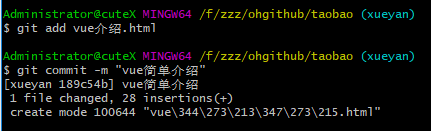 Administrator@cuteX MINGW64 /f/zzz/ohgithub/taobao (xueyan)
$ git add vue介绍.html
Administrator@cuteX MINGW64 /f/zzz/ohgithub/taobao (xueyan)
$ git commit -m "vue简单介绍"
[xueyan 189c54b] vue简单介绍
1 file changed, 28 insertions(+)
create mode 100644 "vue\344\273\213\347\273\215.html"